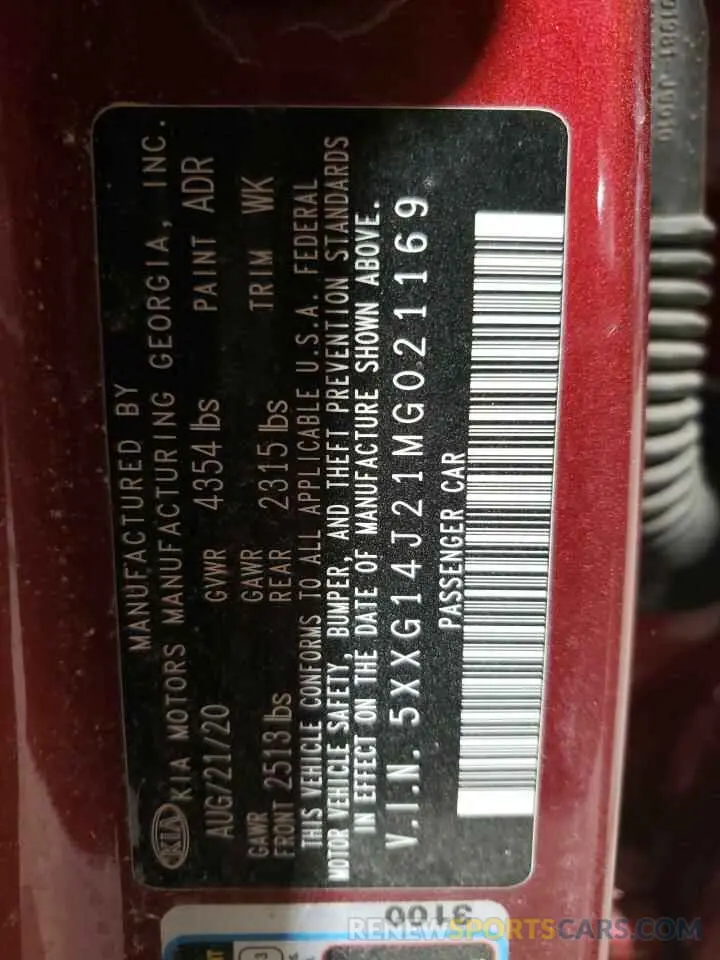 MANUFACTURED BY
KIA KIA MOTORS MANUFACTURING GEORGIA, INC.
AUG/21/20 GVWR 4354 lbs PAINT ADR
GAWR FRONT 2513 lbs GAWR REAR 2315 lbs TRIM WK
THIS VEHICLE CONFORMS TO ALL APPLICABLE U.S.A. FEDERAL
MOTOR VEHICLE SAFETY, BUMPER, AND THEFT PREVENTION STANDARDS
IN EFFECT ON THE DATE OF MANUFACTURE SHOWN ABOVE.
V.I.N. 5XXG14J21MG021169
PASSENGER CAR
3100
RENEWSPORTSCARS.COM